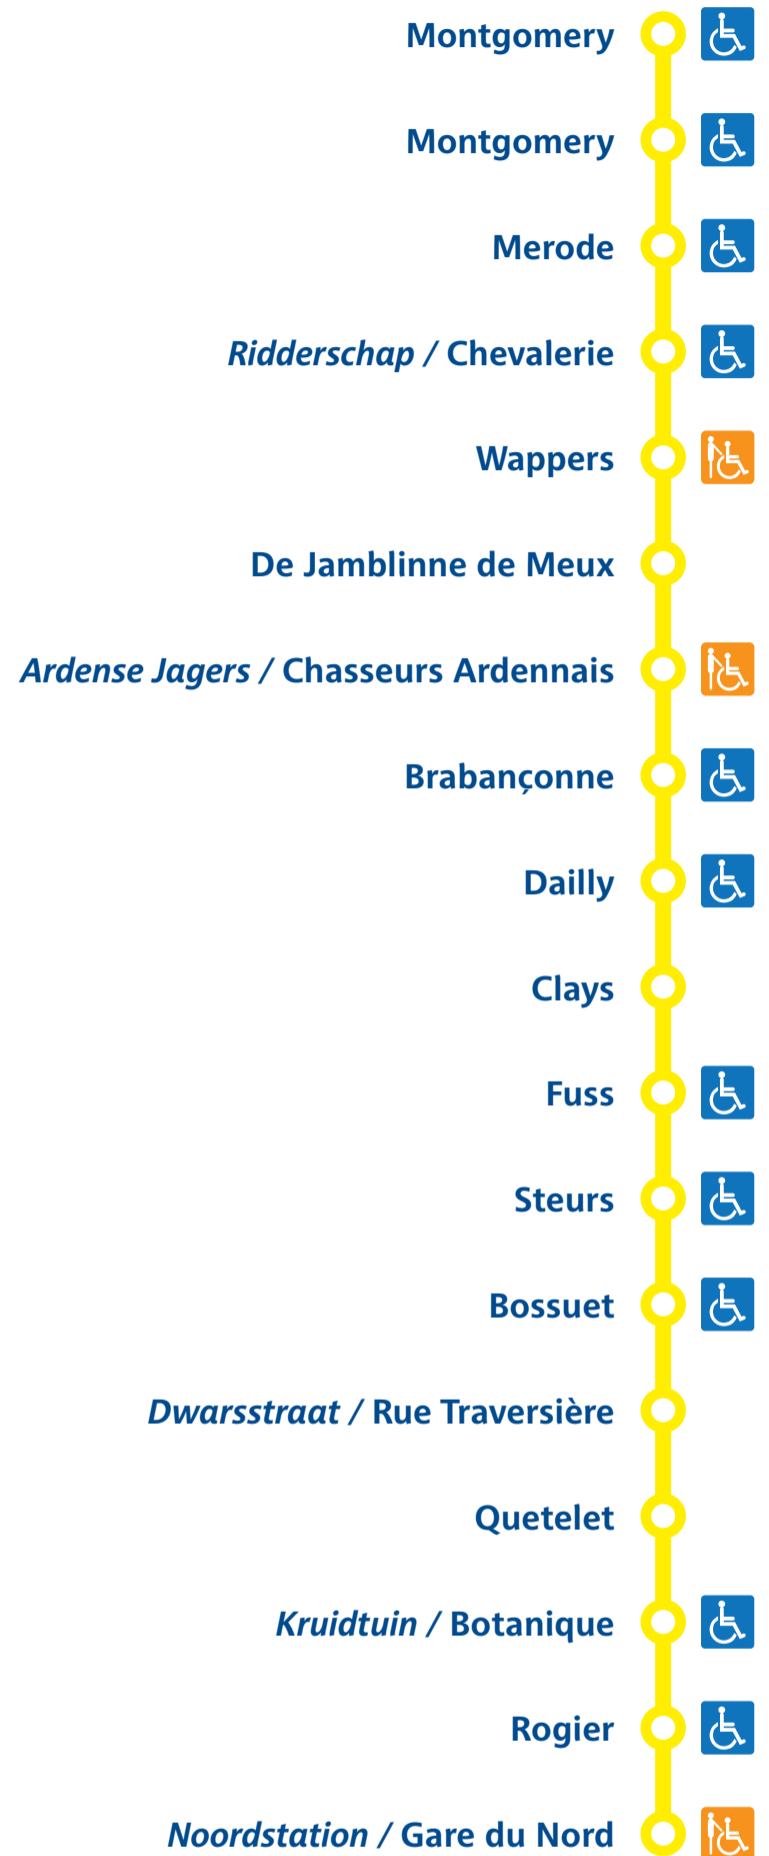 Montgomery
Montgomery
Merode
Ridderschap / Chevalerie
Wappers
De Jamblinne de Meux
Ardense Jagers / Chasseurs Ardennais
Brabançonne
Dailly
Clays
Fuss
Steurs
Bossuet
Dwarsstraat / Rue Traversière
Quetelet
Kruidtuin / Botanique
Rogier
Noordstation / Gare du Nord